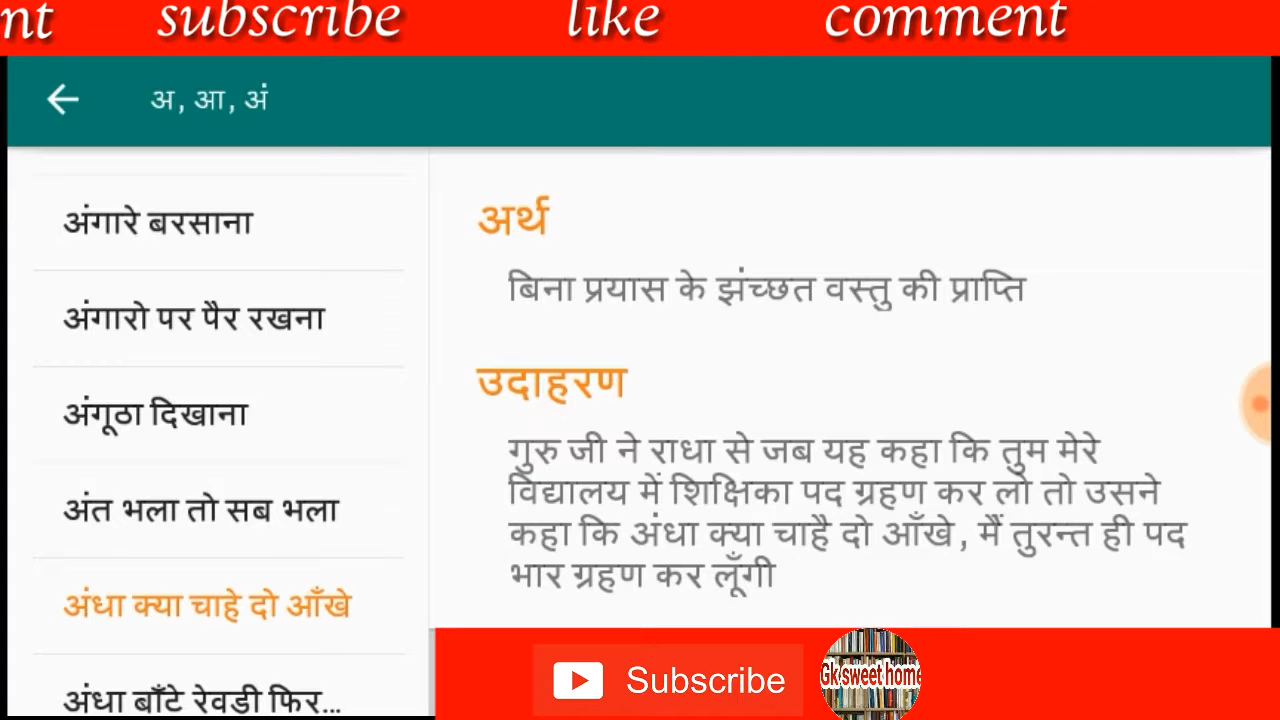 nt subscribe like comment
अ, आ, अं
अंगारे बरसाना
अंगारो पर पैर रखना
अंगूठा दिखाना
अंत भला तो सब भला
अंधा क्या चाहे दो आँखे
अंधा बाँटे रेवडी फिर...
अर्थ
बिना प्रयास के झंच्छत वस्तु की प्राप्ति
उदाहरण
गुरु जी ने राधा से जब यह कहा कि तुम मेरे
विद्यालय में शिक्षिका पद ग्रहण कर लो तो उसने
कहा कि अंधा क्या चाहै दो आँखे, मैं तुरन्त ही पद
भार ग्रहण कर लूँगी
Subscribe
Gk sweet home